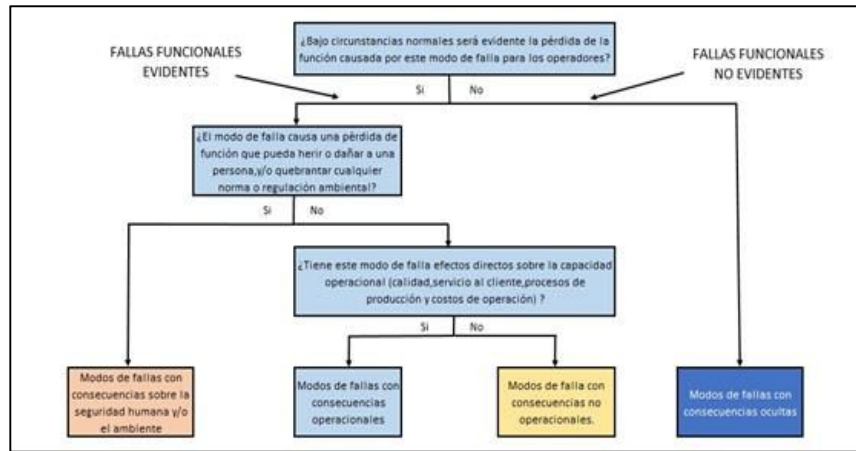 ¿Bajo circunstancias normales será evidente la pérdida de la
función causada por este modo de falla para los operadores?
FALLAS FUNCIONALES
EVIDENTES
FALLAS FUNCIONALES
NO EVIDENTES
Si No
¿El modo de falla causa una pérdida de
función que pueda herir o dañar a una
persona,y/o quebrantar cualquier
norma o regulación ambiental?
Si No
¿Tiene este modo de falla efectos directos sobre la capacidad
operacional (calidad,servicio al cliente,procesos de
producción y costos de operación) ?
Si No
Modos de fallas con
consecuencias sobre la
seguridad humana y/o
el ambiente
Modos de fallas con
consecuencias
operacionales
Modos de falla con
consecuencias no
operacionales.
Modos de fallas con
consecuencias ocultas